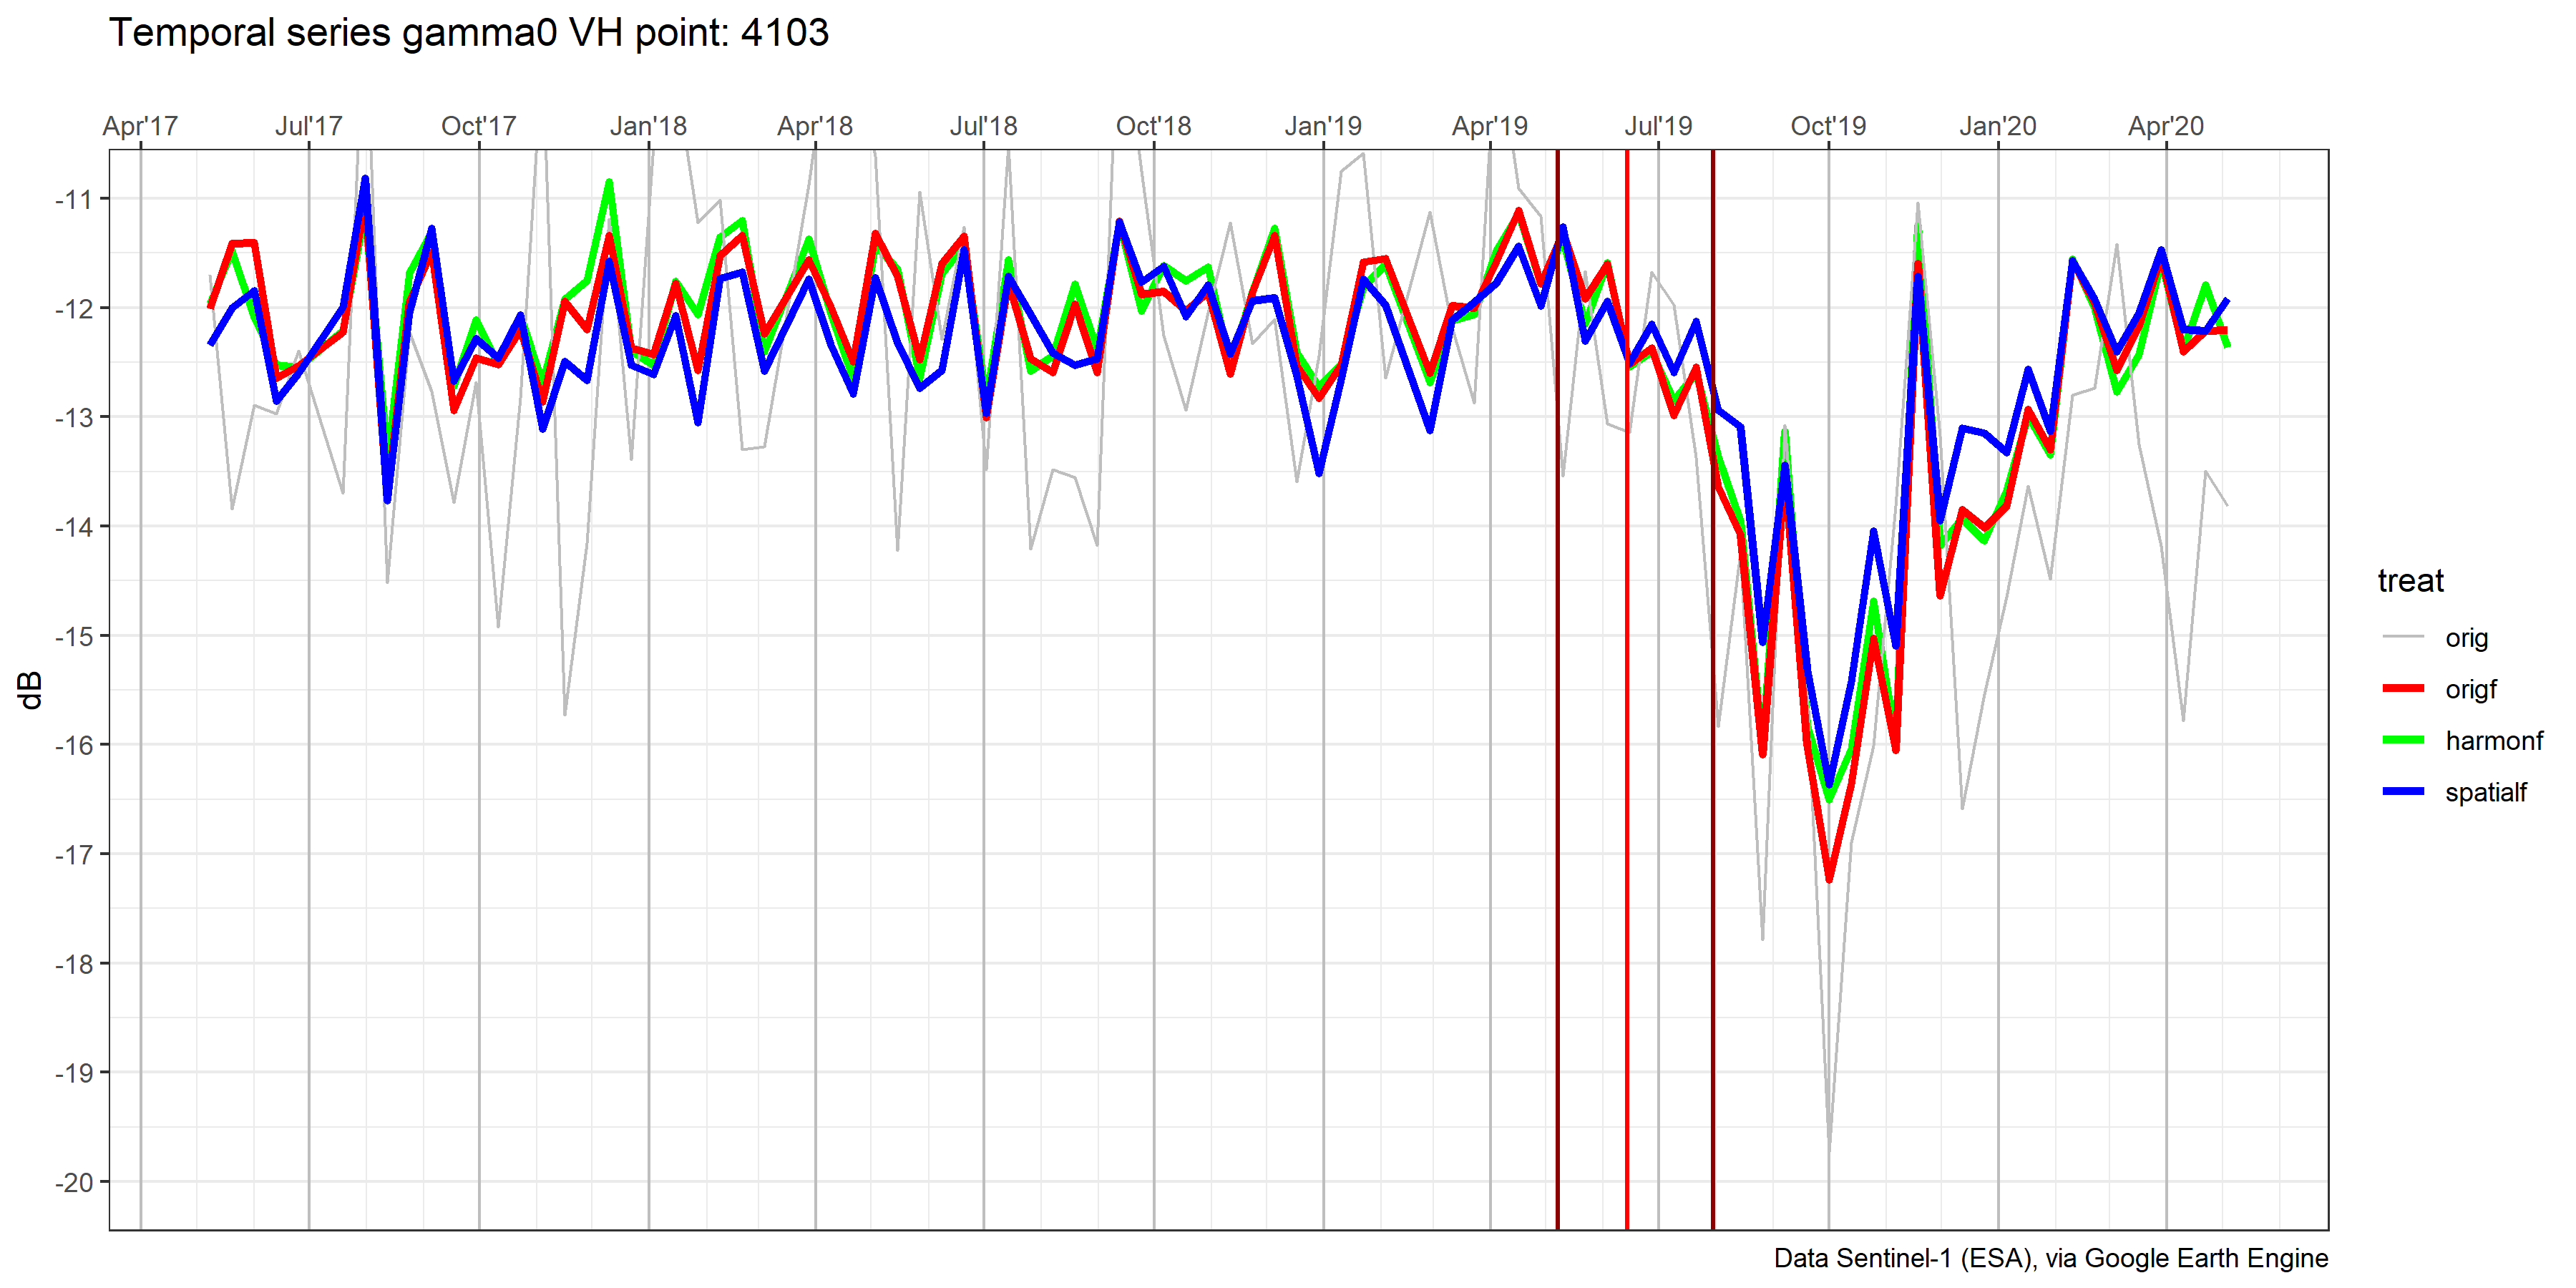 Temporal series gamma0 VH point: 4103
Apr'17 Jul'17 Oct'17 Jan'18 Apr'18 Jul'18 Oct'18 Jan'19 Apr'19 Jul'19 Oct'19 Jan'20 Apr'20
-11
-12
-13
-14
-15
-16
-17
-18
-19
-20
dB
treat
orig
origf
harmonf
spatialf
Data Sentinel-1 (ESA), via Google Earth Engine